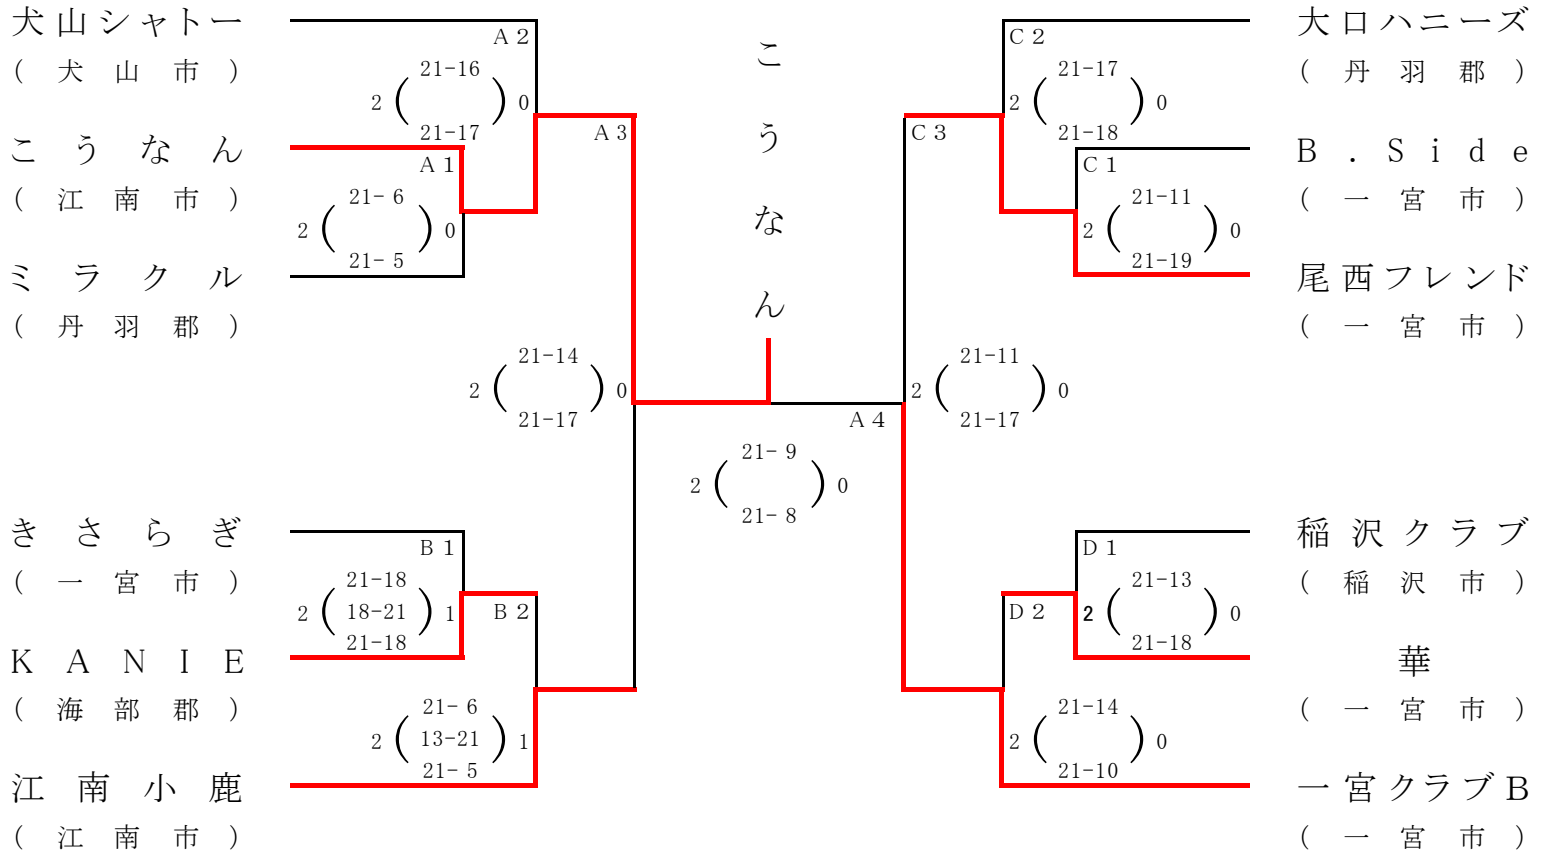 犬山シャトー
(犬山市)
こうなん
(江南市)
ミラクル
(丹羽郡)
きさらぎ
(一宮市)
KANIE
(海部郡)
江南小鹿
(江南市)
A2
21-16
2 ( ) 0
21-17
A1
21- 6
2 ( ) 0
21- 5
A3
21-14
2 ( ) 0
21-17
B1
21-18
2 ( 18-21 ) 1
21-18
B2
21- 6
2 ( 13-21 ) 1
21- 5
こうなん
A4
21- 9
2 ( ) 0
21- 8
C2
21-17
2 ( ) 0
21-18
C3
C1
21-11
2 ( ) 0
21-19
21-11
2 ( ) 0
21-17
D1
21-13
2 ( ) 0
21-18
D2
21-14
2 ( ) 0
21-10
大口ハニーズ
(丹羽郡)
B.Side
(一宮市)
尾西フレンド
(一宮市)
稲沢クラブ
(稲沢市)
華
(一宮市)
一宮クラブB
(一宮市)